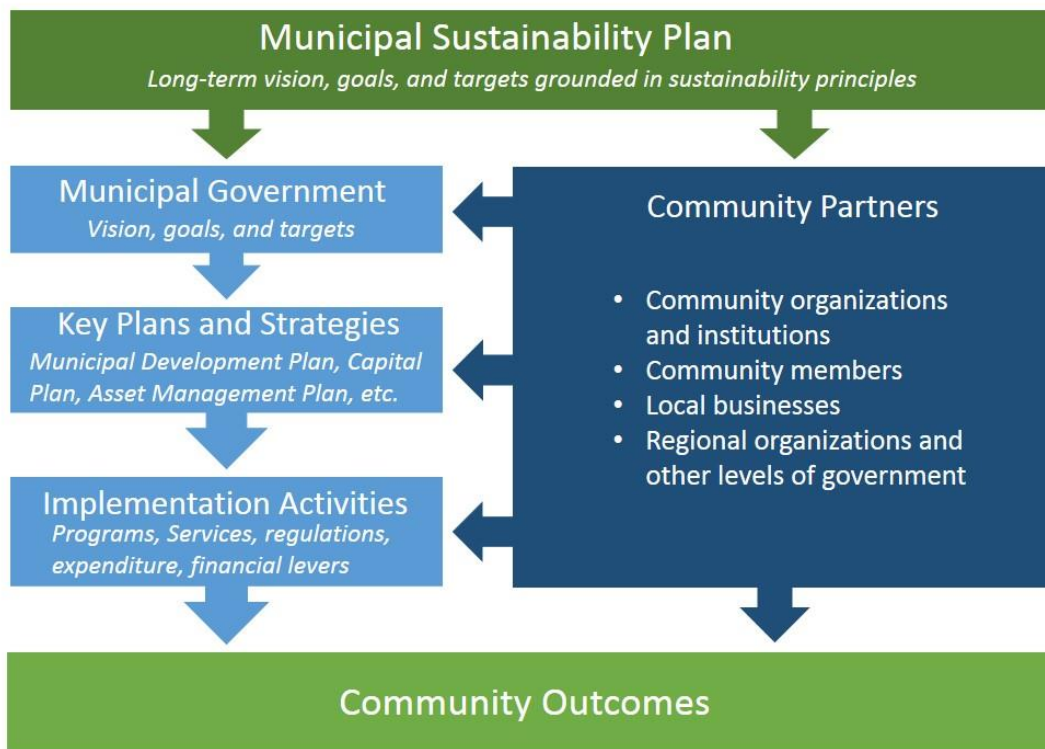 Municipal Sustainability Plan
Long-term vision, goals, and targets grounded in sustainability principles
Municipal Government
Vision, goals, and targets
Key Plans and Strategies
Municipal Development Plan, Capital
Plan, Asset Management Plan, etc.
Implementation Activities
Programs, Services, regulations,
expenditure, financial levers
Community Partners
• Community organizations
and institutions
• Community members
• Local businesses
• Regional organizations and
other levels of government
Community Outcomes